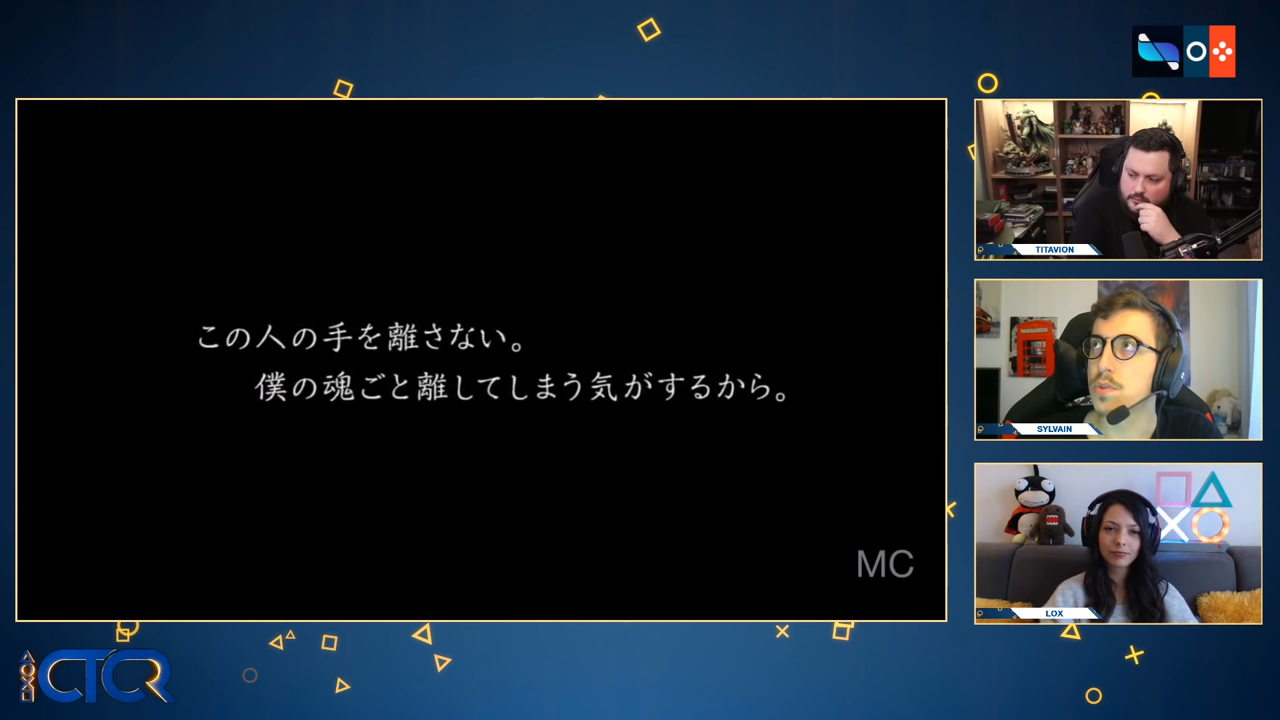 この人の手を離さない。
僕の魂ごと離してしまう気がするから。
MC
TITAVION
SYLVAIN
LOX
CTCR